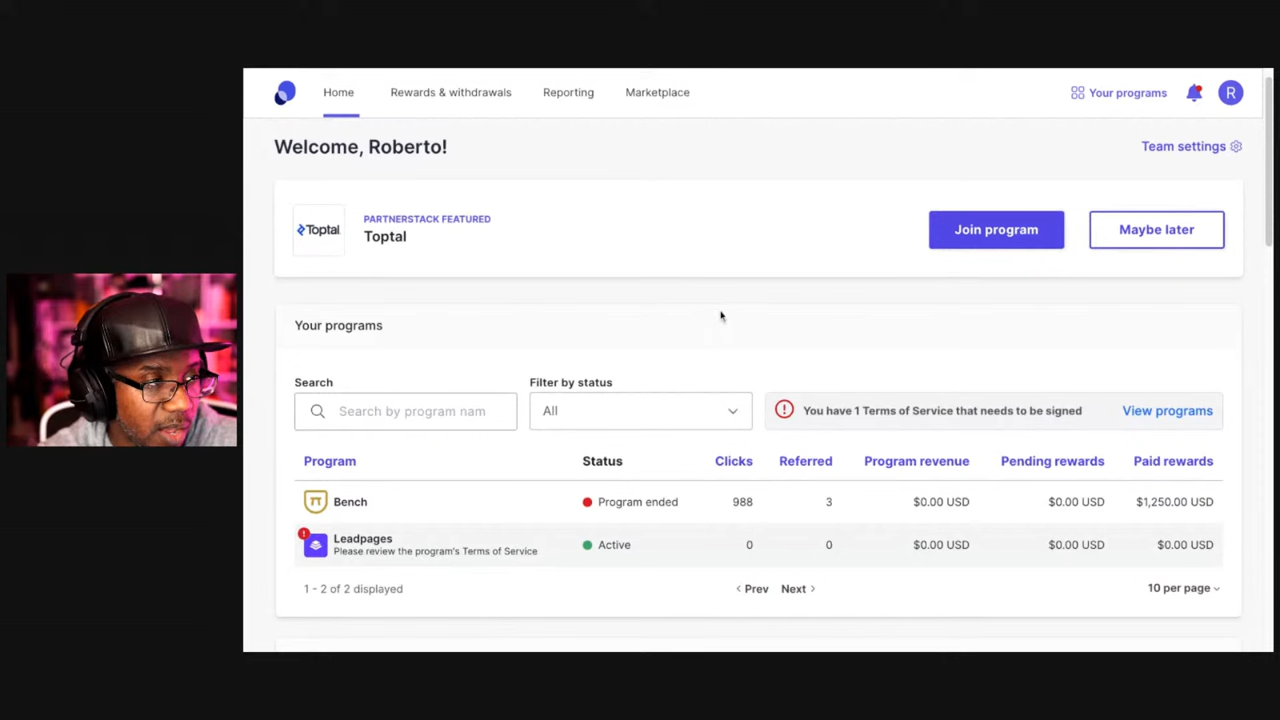 Home Rewards & withdrawals Reporting Marketplace Your programs R
Welcome, Roberto! Team settings
Toptal PARTNERSTACK FEATURED
Toptal
Join program Maybe later
Your programs
Search Filter by status
Search by program nam All You have 1 Terms of Service that needs to be signed View programs
Program Status Clicks Referred Program revenue Pending rewards Paid rewards
Bench Program ended 988 3 $0.00 USD $0.00 USD $1,250.00 USD
Leadpages
Please review the program's Terms of Service Active 0 0 $0.00 USD $0.00 USD $0.00 USD
1 - 2 of 2 displayed Prev Next 10 per page